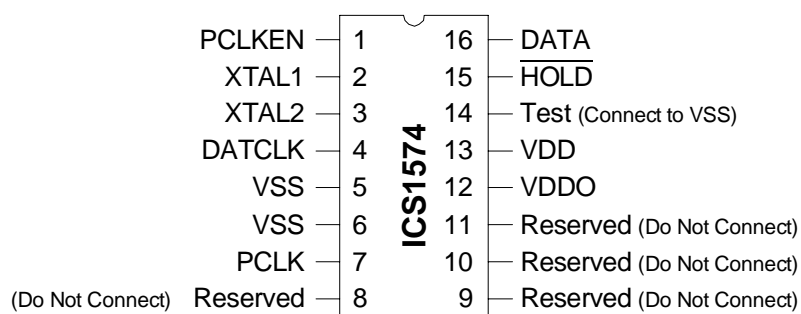 PCLKEN 1 16 DATA
XTAL1 2 15 HOLD
XTAL2 3 14 Test (Connect to VSS)
DATCLK 4 13 VDD
VSS 5 12 VDDO
VSS 6 11 Reserved (Do Not Connect)
PCLK 7 10 Reserved (Do Not Connect)
(Do Not Connect) Reserved 8 9 Reserved (Do Not Connect)
ICS1574